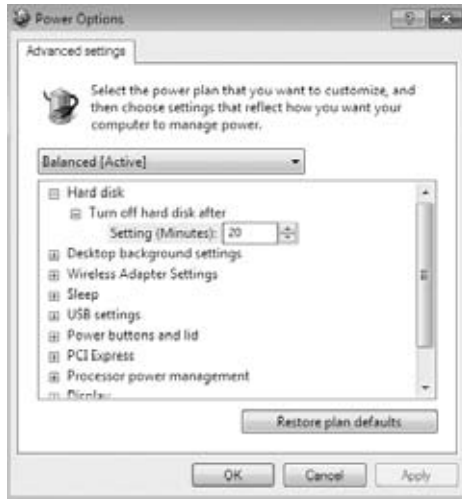 Power Options
Advanced settings
Select the power plan that you want to customize, and
then choose settings that reflect how you want your
computer to manage power.
Balanced [Active]
Hard disk
Turn off hard disk after
Setting (Minutes): 20
Desktop background settings
Wireless Adapter Settings
Sleep
USB settings
Power buttons and lid
PCI Express
Processor power management
Display
Restore plan defaults
OK Cancel Apply